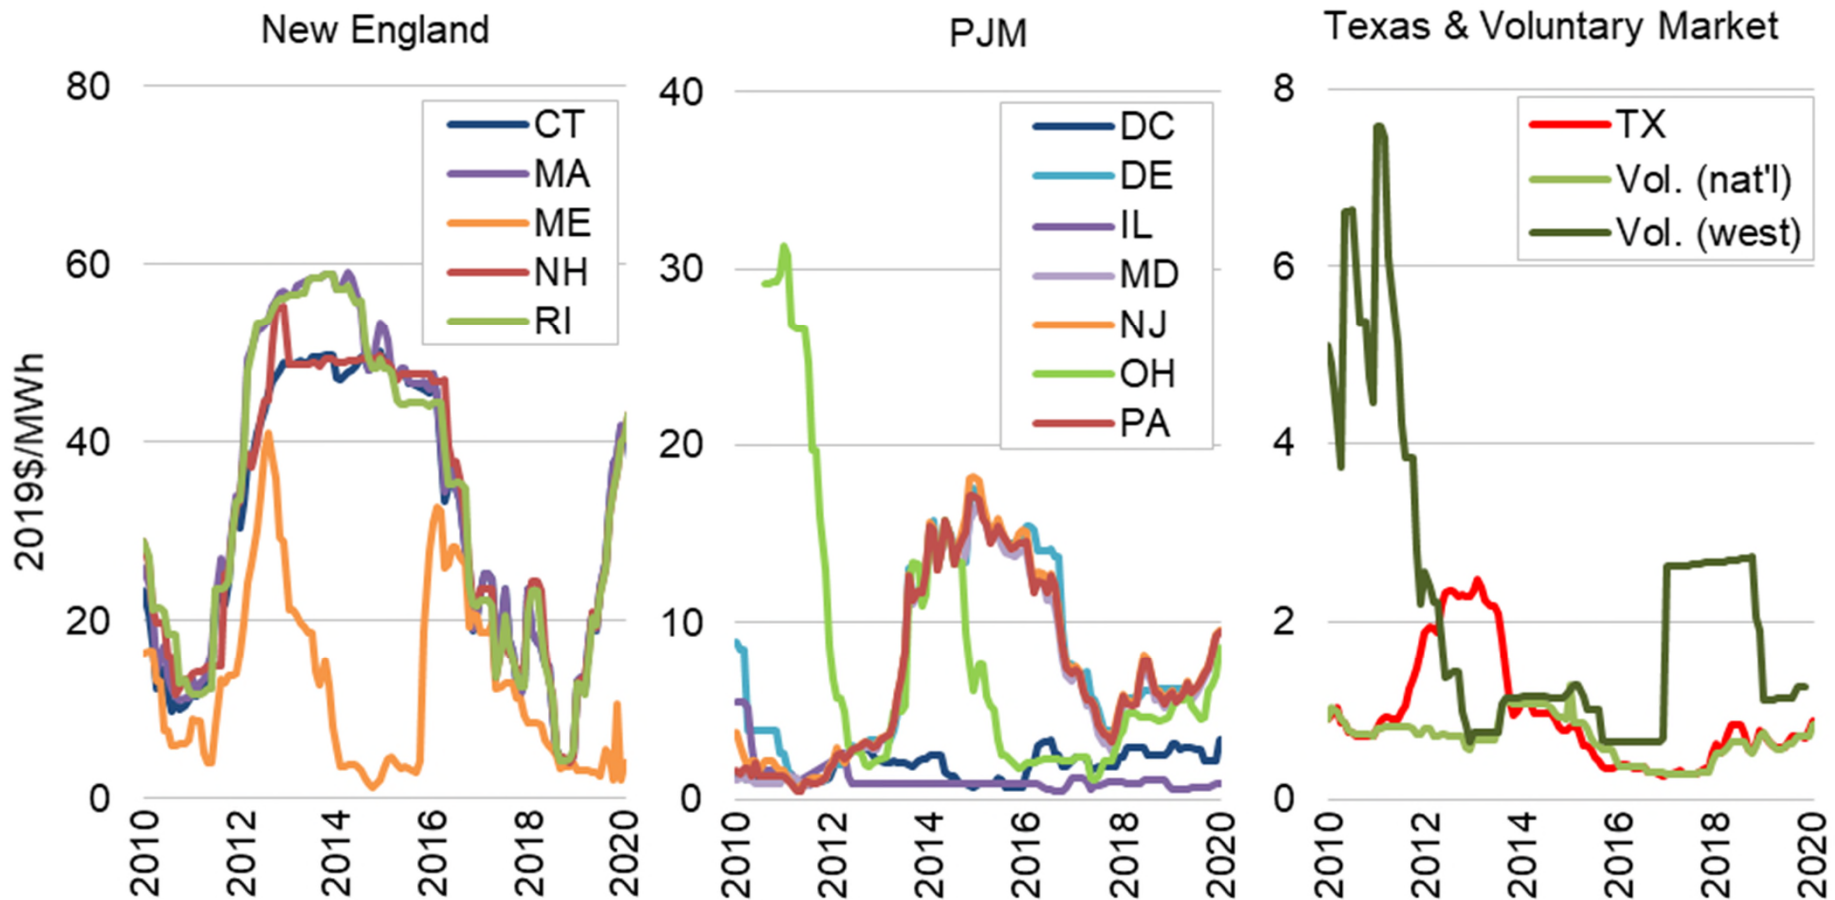 New England
PJM
Texas & Voluntary Market
2019$/MWh
80
60
40
20
0
CT
MA
ME
NH
RI
2010
2012
2014
2016
2018
2020
40
30
20
10
0
DC
DE
IL
MD
NJ
OH
PA
2010
2012
2014
2016
2018
2020
8
6
4
2
0
TX
Vol. (nat'l)
Vol. (west)
2010
2012
2014
2016
2018
2020